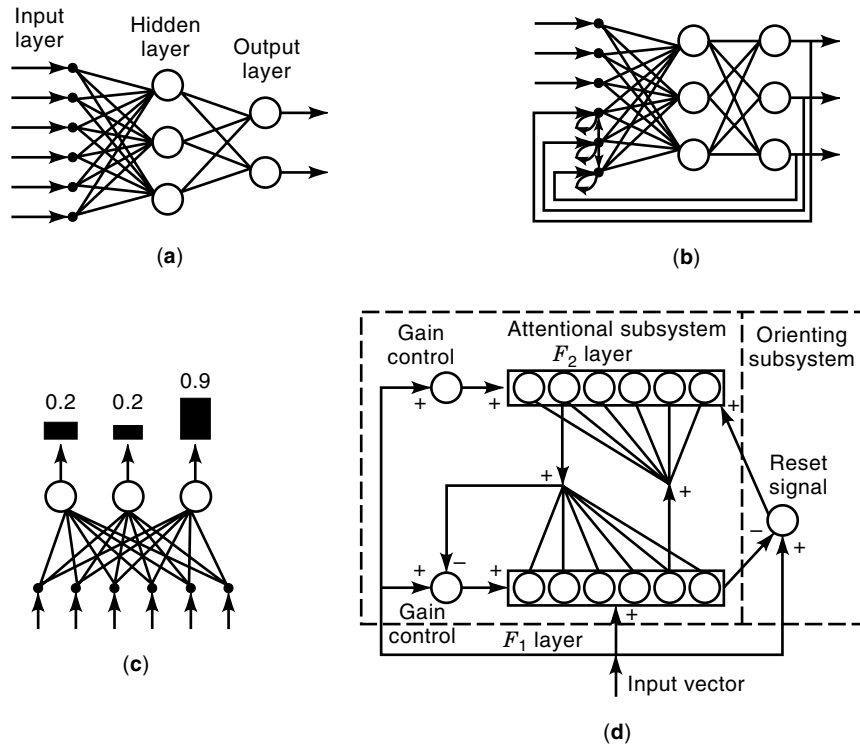 Input
layer
Hidden
layer
Output
layer
(a)
(b)
0.2
0.2
0.9
(c)
Gain
control
Attentional subsystem
F2 layer
Orienting
subsystem
+
+
+
+
+
Reset
signal
+
−
+
+
−
+
Gain
control
F1 layer
+
Input vector
(d)